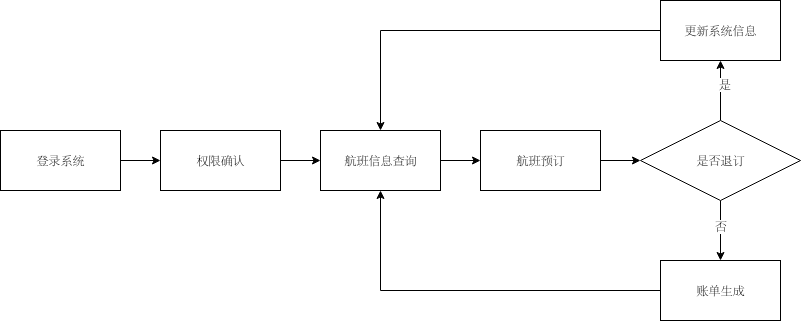 更新系统信息
是
登录系统
权限确认
航班信息查询
航班预订
是否退订
否
账单生成